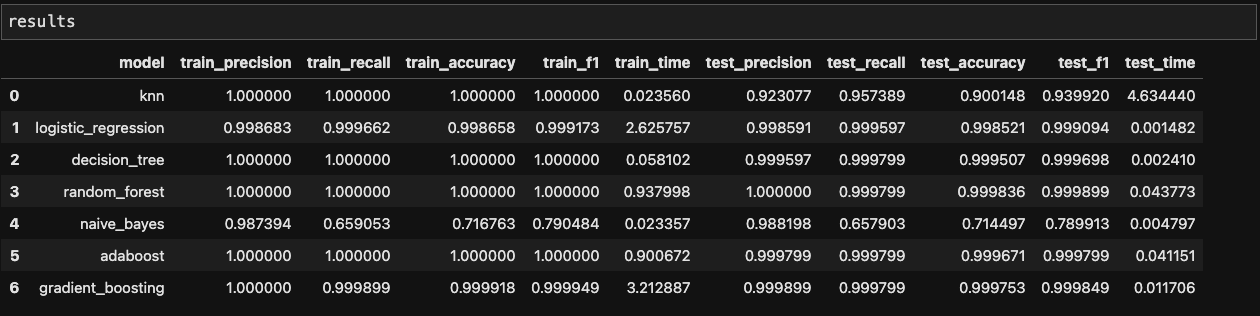 results
model train_precision train_recall train_accuracy train_f1 train_time test_precision test_recall test_accuracy test_f1 test_time
0 knn 1.000000 1.000000 1.000000 1.000000 0.023560 0.923077 0.957389 0.900148 0.939920 4.634440
1 logistic_regression 0.998683 0.999662 0.998658 0.999173 2.625757 0.998591 0.999597 0.998521 0.999094 0.001482
2 decision_tree 1.000000 1.000000 1.000000 1.000000 0.058102 0.999597 0.999799 0.999507 0.999698 0.002410
3 random_forest 1.000000 1.000000 1.000000 1.000000 0.937998 1.000000 0.999799 0.999836 0.999899 0.043773
4 naive_bayes 0.987394 0.659053 0.716763 0.790484 0.023357 0.988198 0.657903 0.714497 0.789913 0.004797
5 adaboost 1.000000 1.000000 1.000000 1.000000 0.900672 0.999799 0.999799 0.999671 0.999799 0.041151
6 gradient_boosting 1.000000 0.999899 0.999918 0.999949 3.212887 0.999899 0.999799 0.999753 0.999849 0.011706